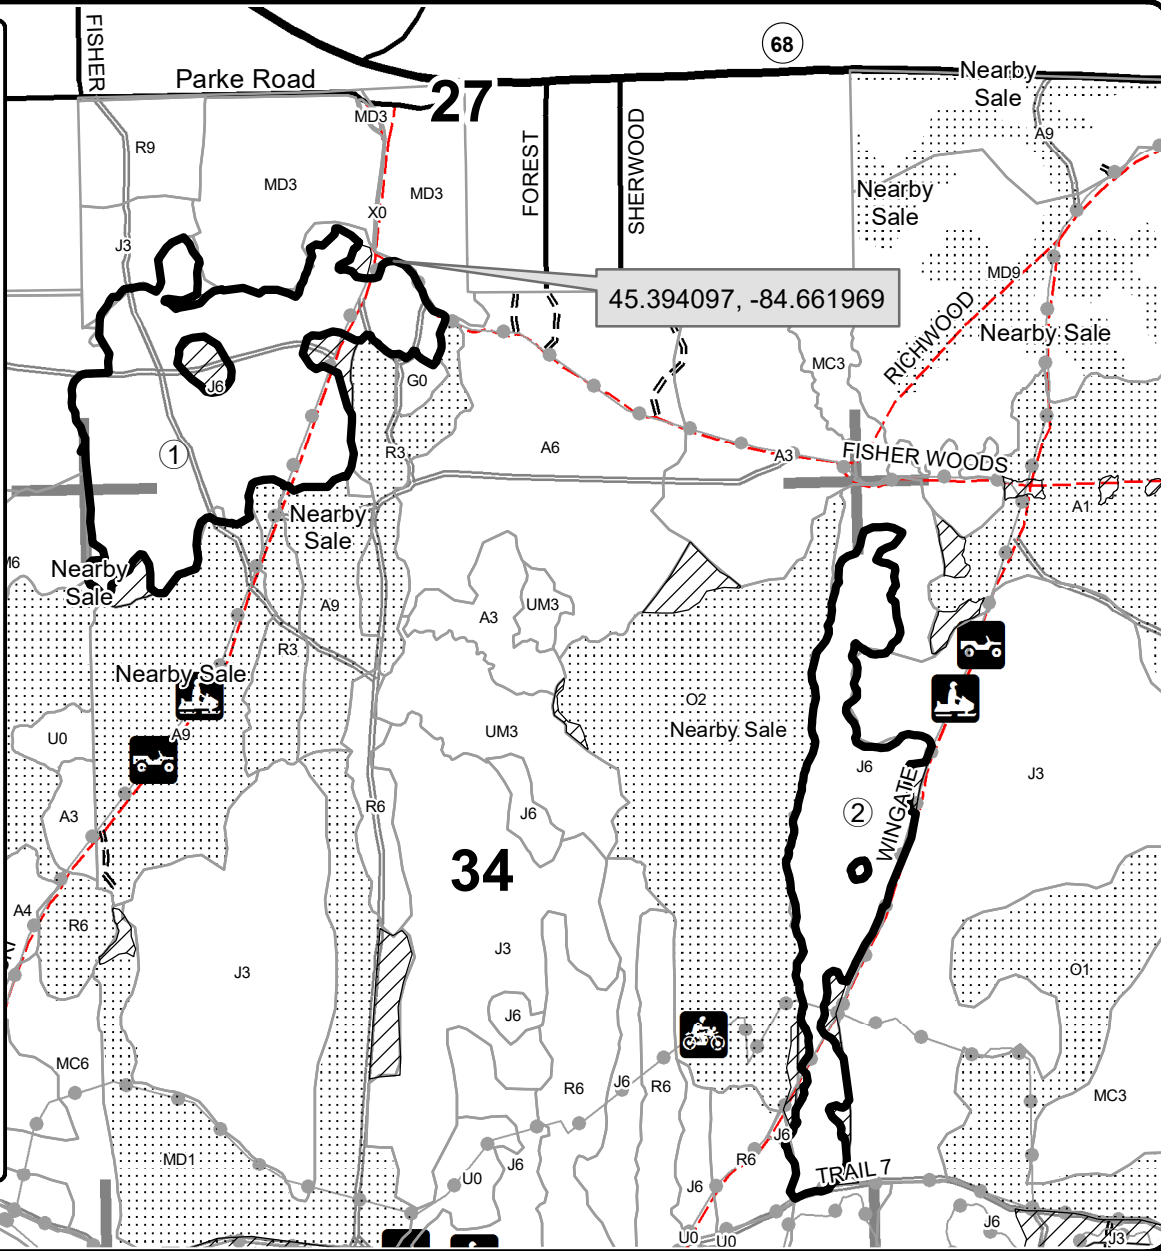 FISHER
68
Parke Road
27
Nearby
Sale
MD3
A9
R9
FOREST
SHERWOOD
MD3
MD3
Nearby
Sale
X0
J3
MD9
45.394097, -84.661969
RICHWOOD
Nearby Sale
MC3
G0
J6
1
R3
A6
A3
FISHER WOODS
A1
Nearby
Sale
Nearby
Sale
A9
A3
UM3
R3
Nearby Sale
O2
Nearby Sale
A9
U0
UM3
J6
J3
A3
R6
J6
2
WINGATE
34
A4
R6
J3
J3
O1
J6
MC6
R6
J6
R6
MC3
J6
MD1
R6
J6
U0
TRAIL 7
J6
J6
J3
U0
U0